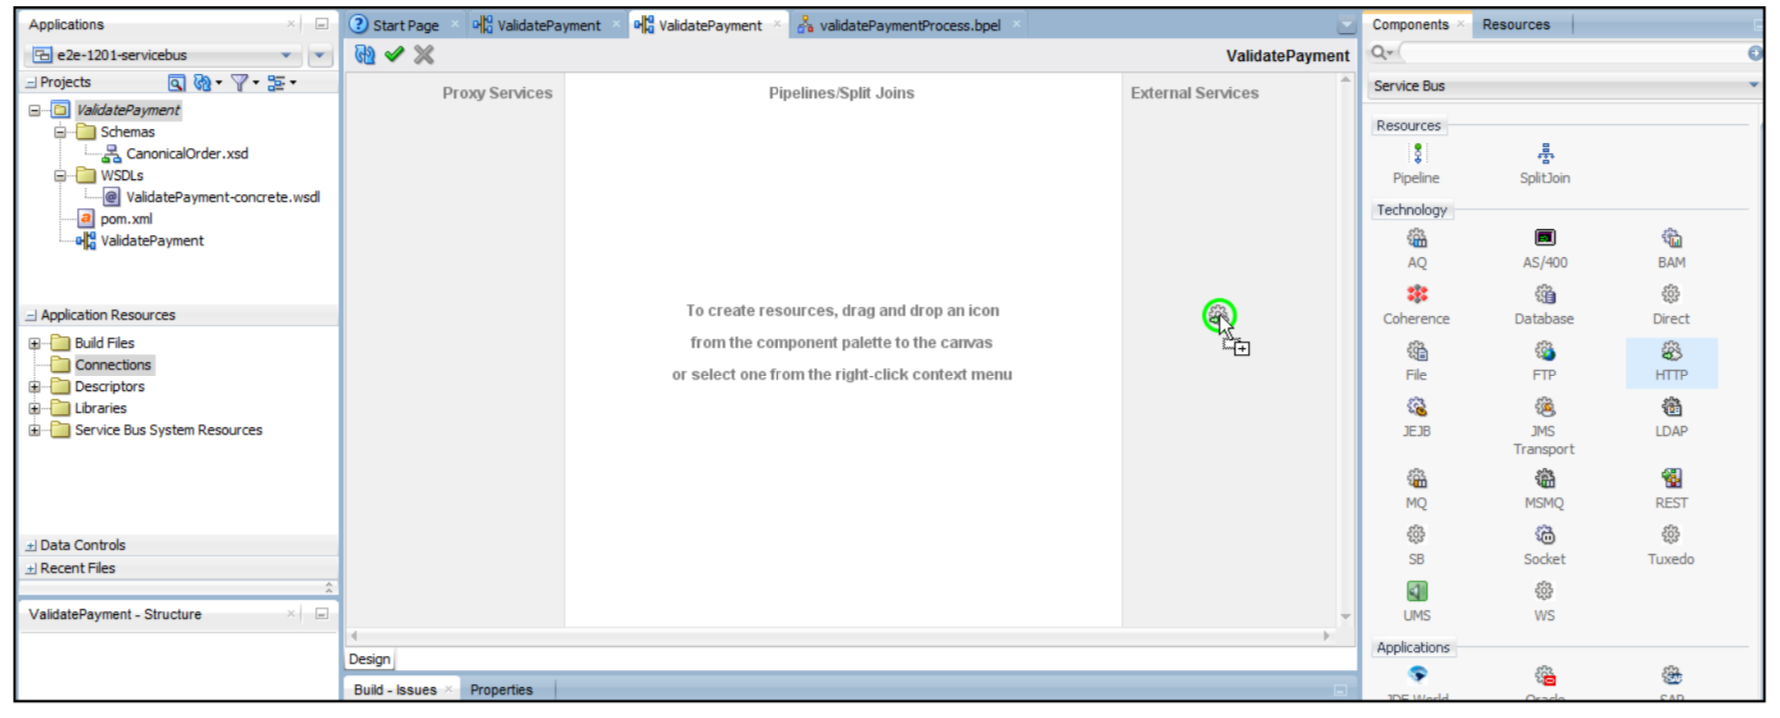 Applications
e2e-1201-servicebus
Projects
ValidatePayment
Schemas
CanonicalOrder.xsd
WSDLs
ValidatePayment-concrete.wsdl
pom.xml
ValidatePayment
Application Resources
Build Files
Connections
Descriptors
Libraries
Service Bus System Resources
Data Controls
Recent Files
ValidatePayment - Structure
Start Page
ValidatePayment
ValidatePayment
validatePaymentProcess.bpel
ValidatePayment
Proxy Services
Pipelines/Split Joins
External Services
To create resources, drag and drop an icon
from the component palette to the canvas
or select one from the right-click context menu
Design
Build - Issues
Properties
Components
Resources
Service Bus
Resources
Pipeline
SplitJoin
Technology
AQ
AS/400
BAM
Coherence
Database
Direct
File
FTP
HTTP
JEJB
JMS
Transport
LDAP
MQ
MSMQ
REST
SB
Socket
Tuxedo
UMS
WS
Applications
JDE World
Oracle
SAP